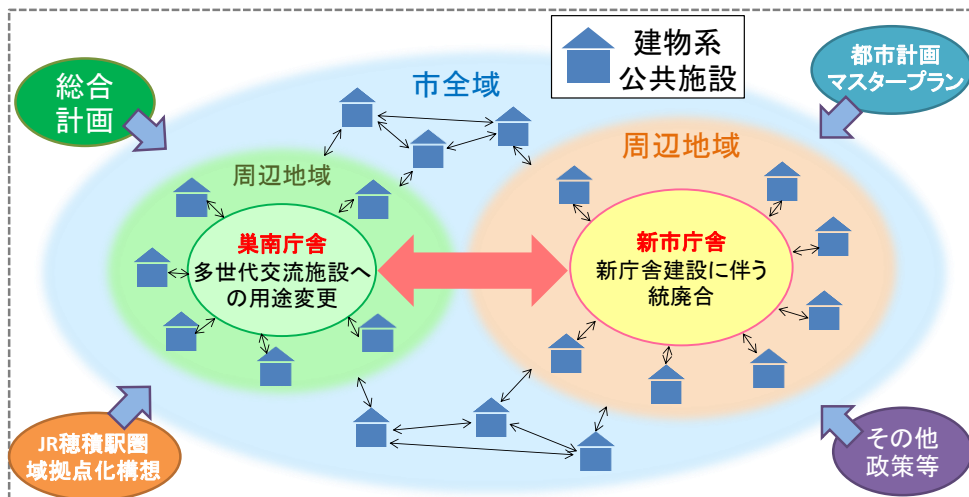 建物系
公共施設
総合
計画
都市計画
マスタープラン
市全域
周辺地域
周辺地域
巣南庁舎
多世代交流施設へ
の用途変更
新市庁舎
新庁舎建設に伴う
統廃合
JR穂積駅圏
域拠点化構想
その他
政策等